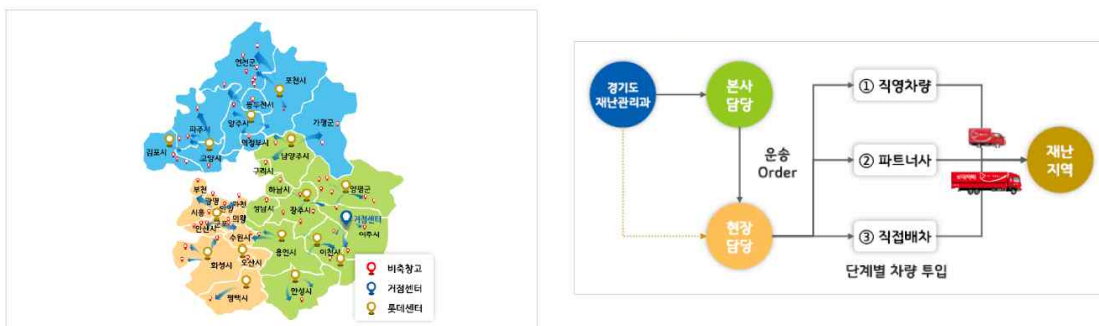 연천군
포천시
동두천시
양주시
파주시
가평군
의정부시
김포시
고양시
남양주시
구리시
하남시
양평군
부천
광명
과천
성남시
광주시
거점센터
시흥
안양
의왕
군포
안산시
수원시
여주시
용인시
이천시
화성시
오산시
안성시
평택시
비축창고
거점센터
롯데센터
경기도
재난관리과
본사
담당
① 직영차량
운송
Order
② 파트너사
재난
지역
현장
담당
③ 직접배차
단계별 차량 투입